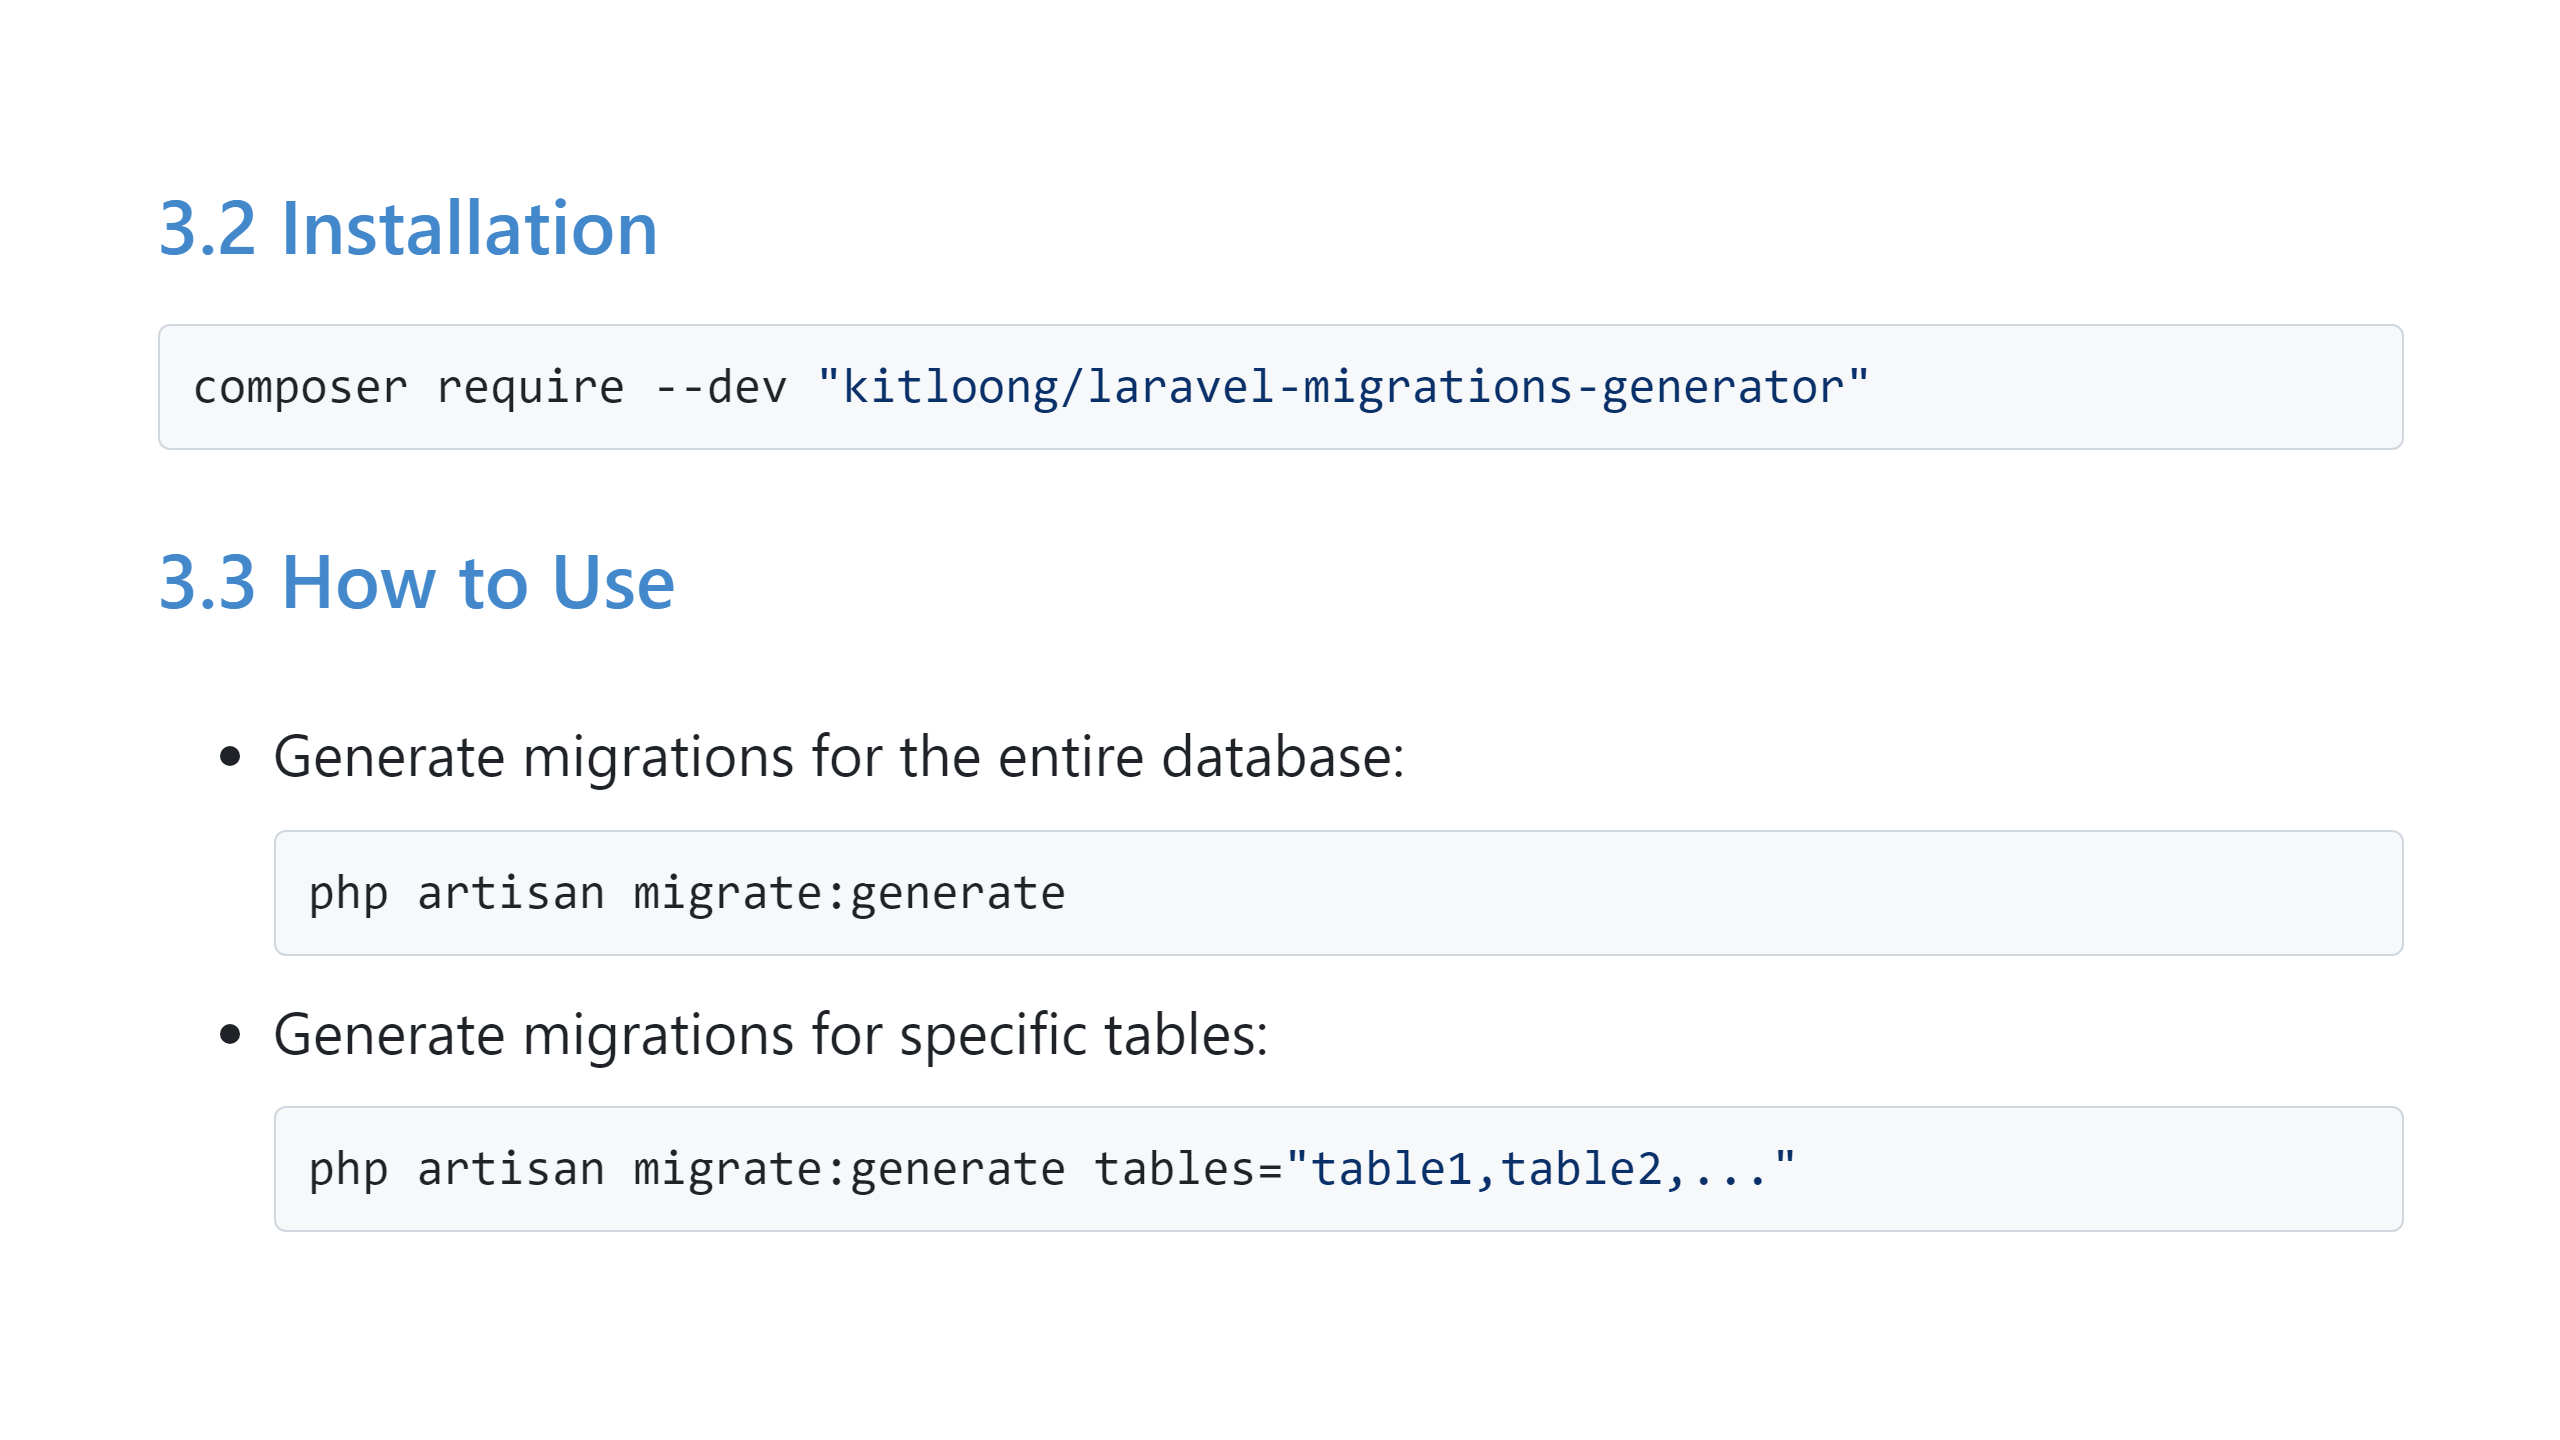 3.2 Installation
composer require --dev "kitloong/laravel-migrations-generator"
3.3 How to Use
• Generate migrations for the entire database:
php artisan migrate:generate
• Generate migrations for specific tables:
php artisan migrate:generate tables="table1,table2,..."